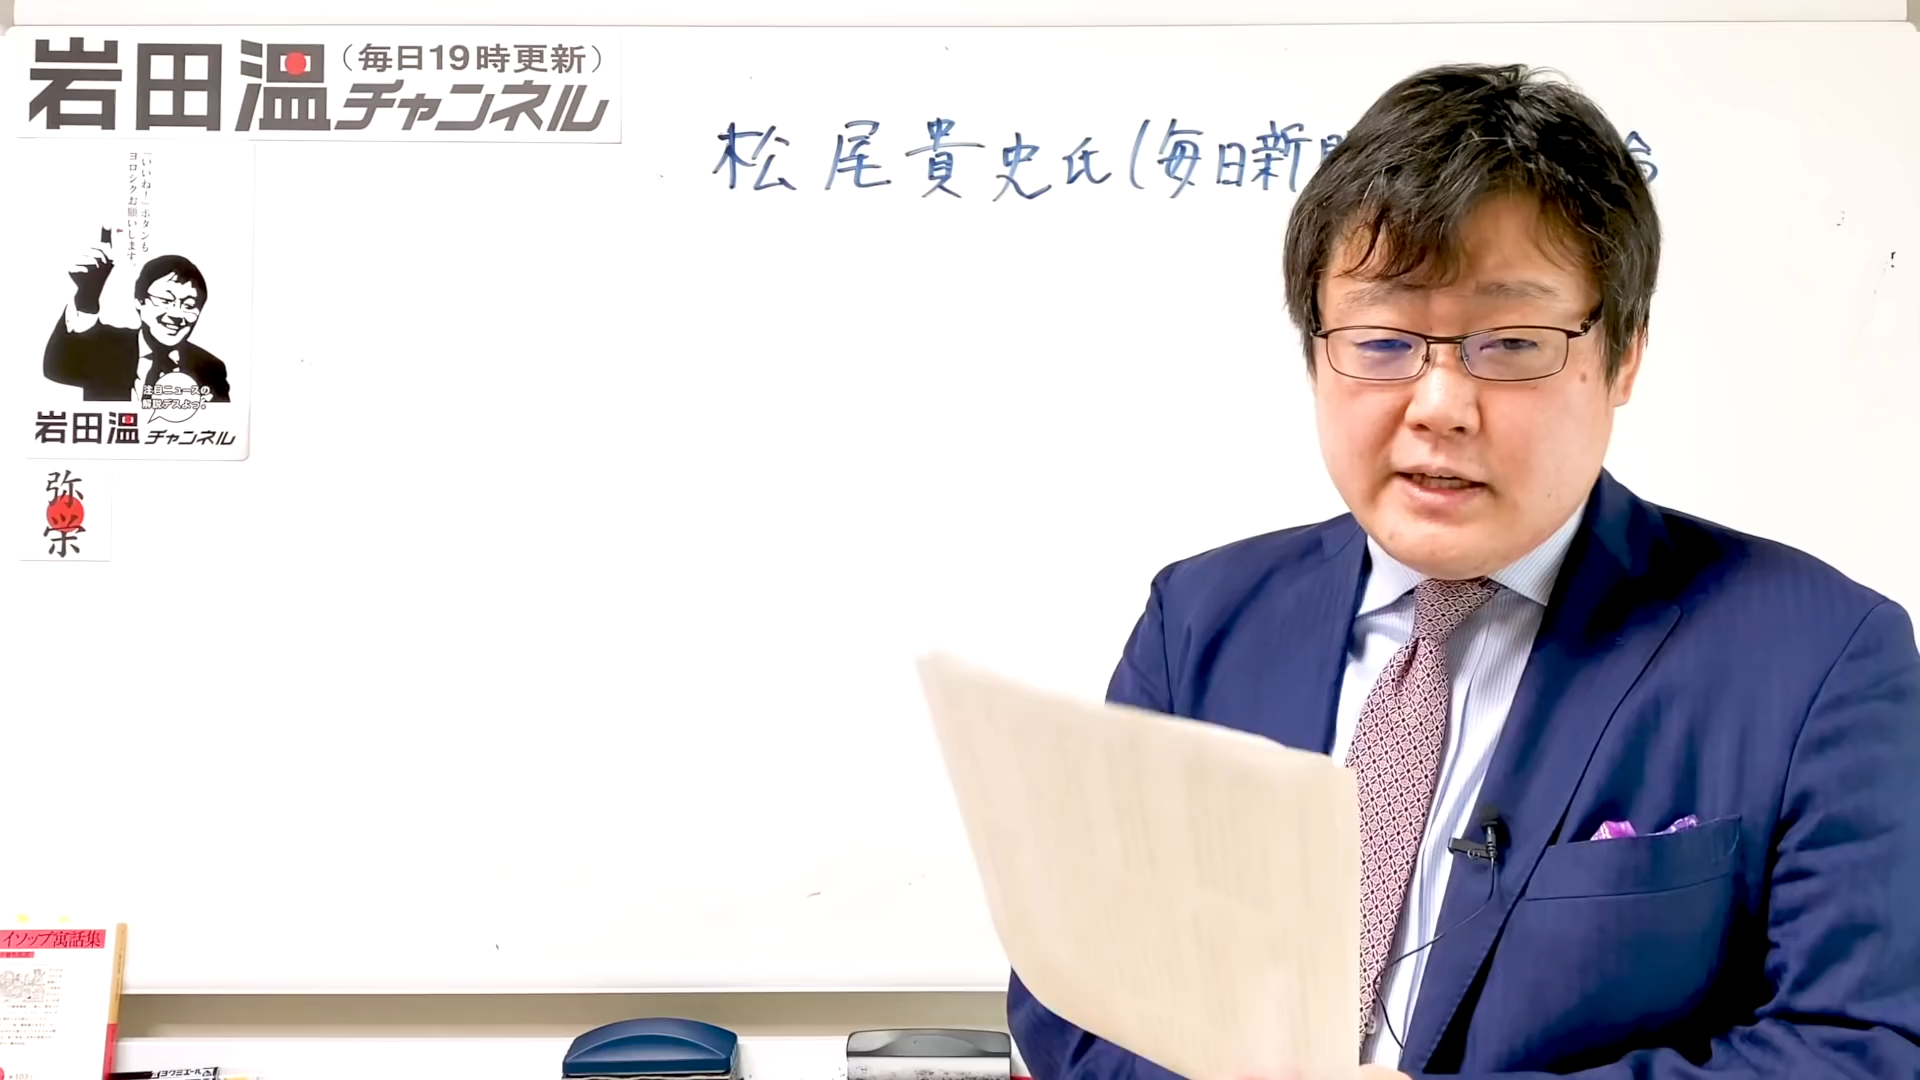 岩田温(毎日19時更新)
チャンネル
松尾貴史氏(毎日新聞
「いいね!」ボタンも
ヨロシクお願いします。
注目ニュースの
解説デスよっ。
岩田温チャンネル
弥栄
イソップ寓話集